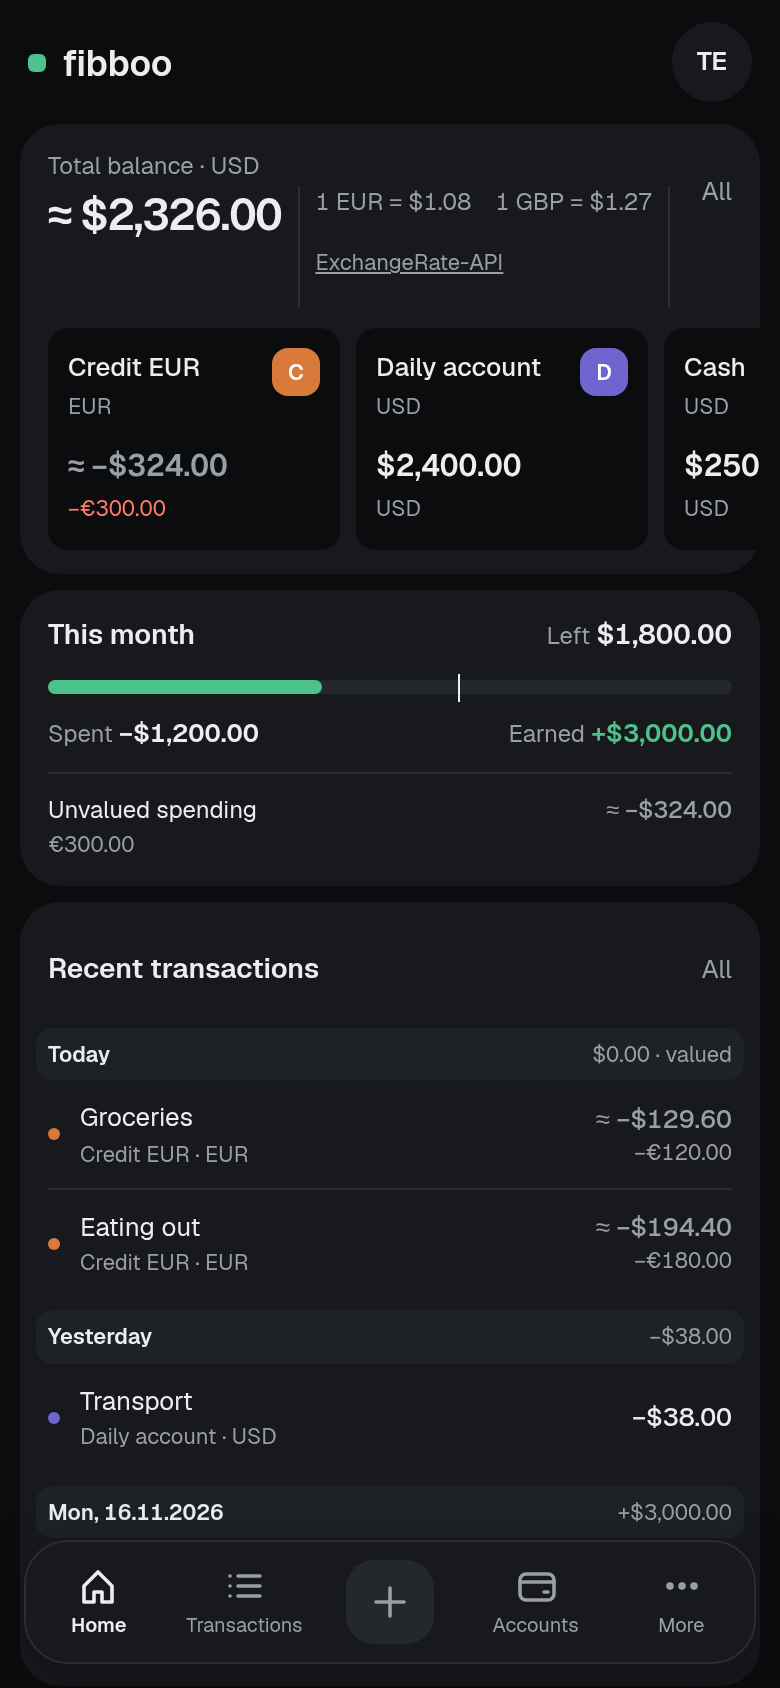 fibboo
TE
Total balance · USD
≈ $2,326.00
1 EUR = $1.08 1 GBP = $1.27
ExchangeRate-API
All
Credit EUR
C
EUR
≈ −$324.00
−€300.00
Daily account
D
USD
$2,400.00
USD
Cash
USD
$250
USD
This month
Left $1,800.00
Spent −$1,200.00
Earned +$3,000.00
Unvalued spending
≈ −$324.00
€300.00
Recent transactions
All
Today
$0.00 · valued
Groceries
≈ −$129.60
Credit EUR · EUR
−€120.00
Eating out
≈ −$194.40
Credit EUR · EUR
−€180.00
Yesterday
−$38.00
Transport
−$38.00
Daily account · USD
Mon, 16.11.2026
+$3,000.00
Home
Transactions
Accounts
More